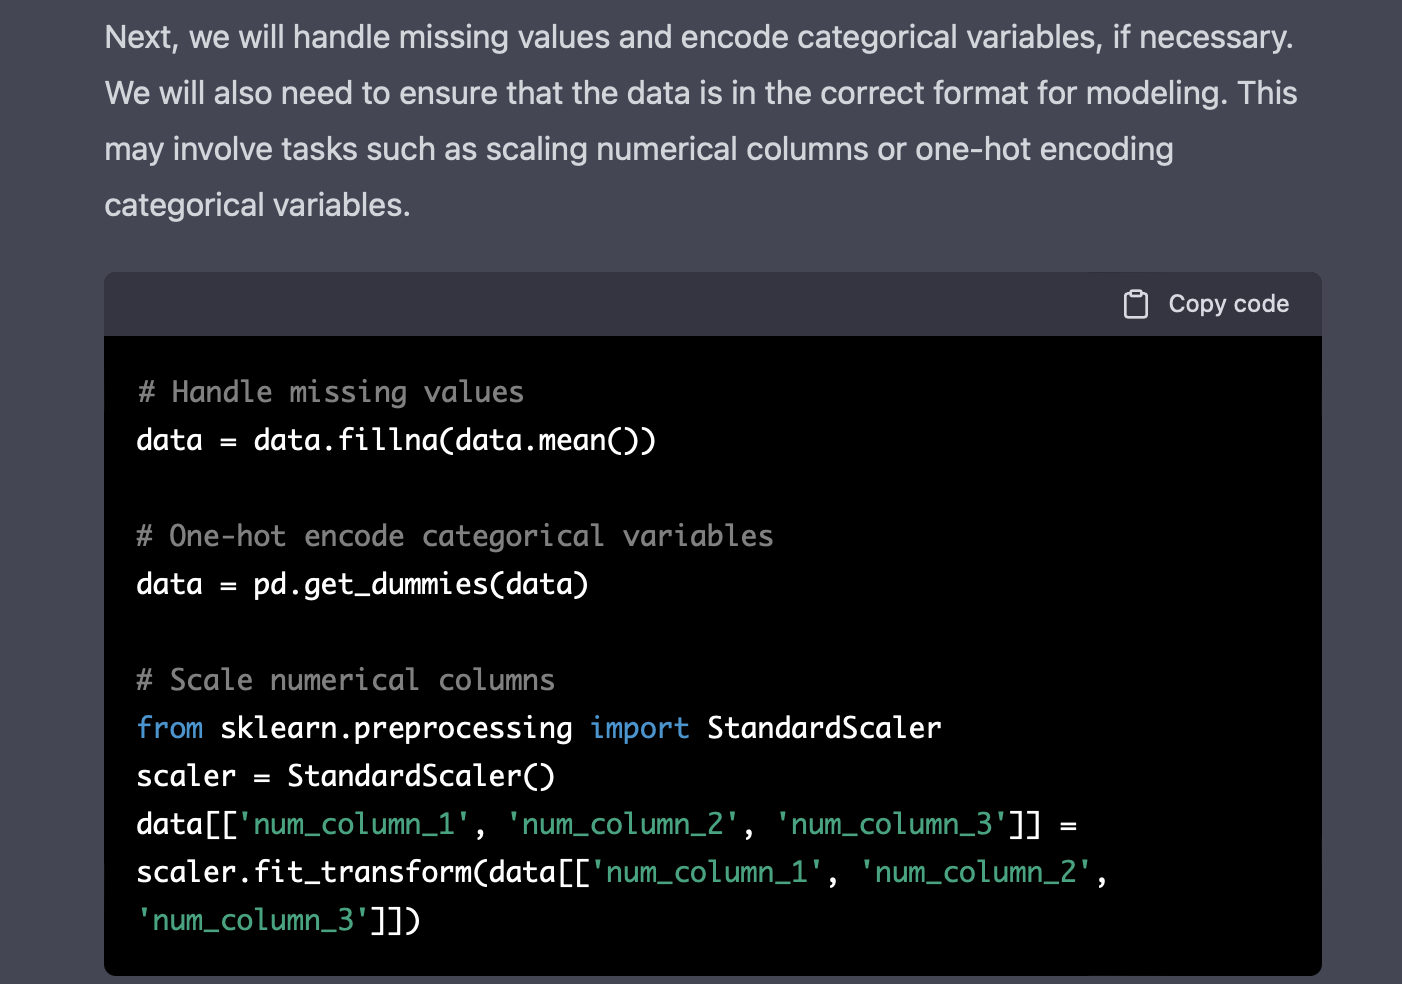 Next, we will handle missing values and encode categorical variables, if necessary.
We will also need to ensure that the data is in the correct format for modeling. This
may involve tasks such as scaling numerical columns or one-hot encoding
categorical variables.
Copy code
# Handle missing values
data = data.fillna(data.mean())
# One-hot encode categorical variables
data = pd.get_dummies(data)
# Scale numerical columns
from sklearn.preprocessing import StandardScaler
scaler = StandardScaler()
data[['num_column_1', 'num_column_2', 'num_column_3']] =
scaler.fit_transform(data[['num_column_1', 'num_column_2',
'num_column_3']])